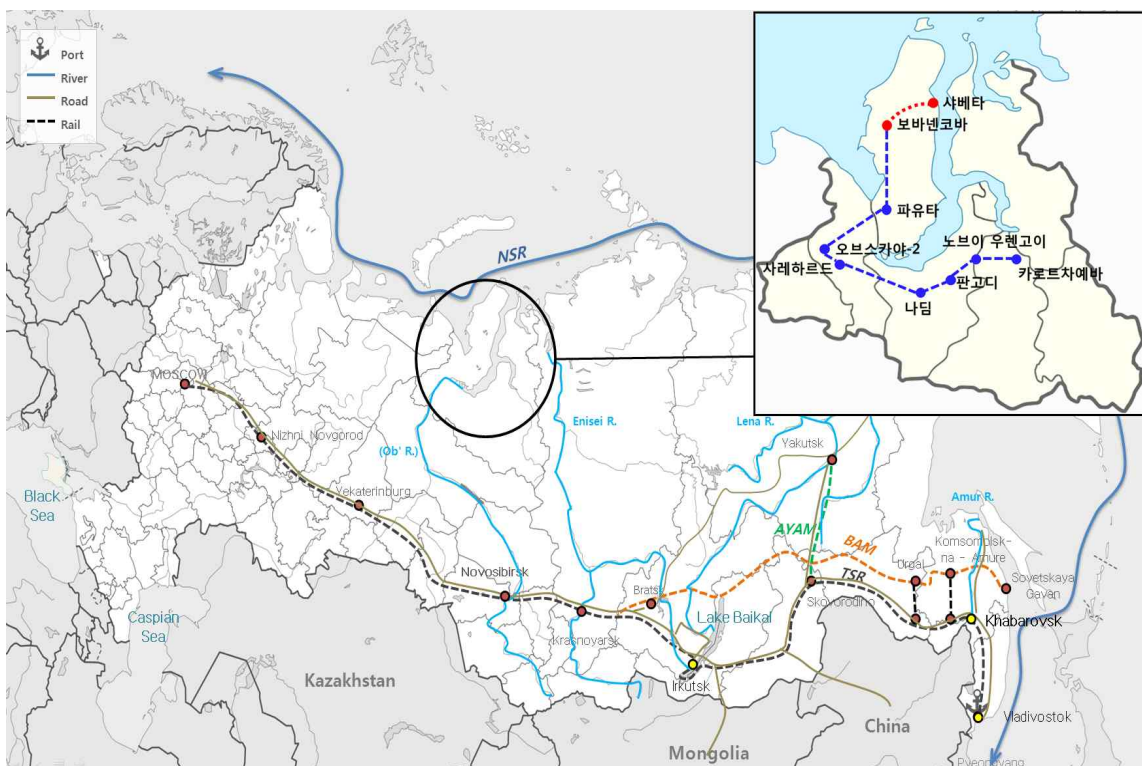 Port
River
Road
Rail
NSR
MOSCOW
Nizhni Novgorod
Yekaterinburg
(Ob' R.)
Enisei R.
Lena R.
Yakutsk
Black
Sea
Caspian
Sea
Novosibirsk
Krasnoyarsk
Bratsk
Lake Baikal
Irkutsk
AYAM
BAM
TSR
Skovorodino
Urgal
Amur R.
Komsomolsk-
na - Amure
Sovetskaya
Gavan
Khabarovsk
Vladivostok
Kazakhstan
Mongolia
China
Pyeongyang
샤베타
보바넨코바
파유타
오브스카야-2
사레하르드
노브이 우렌고이
카로트차예바
판고디
나딤